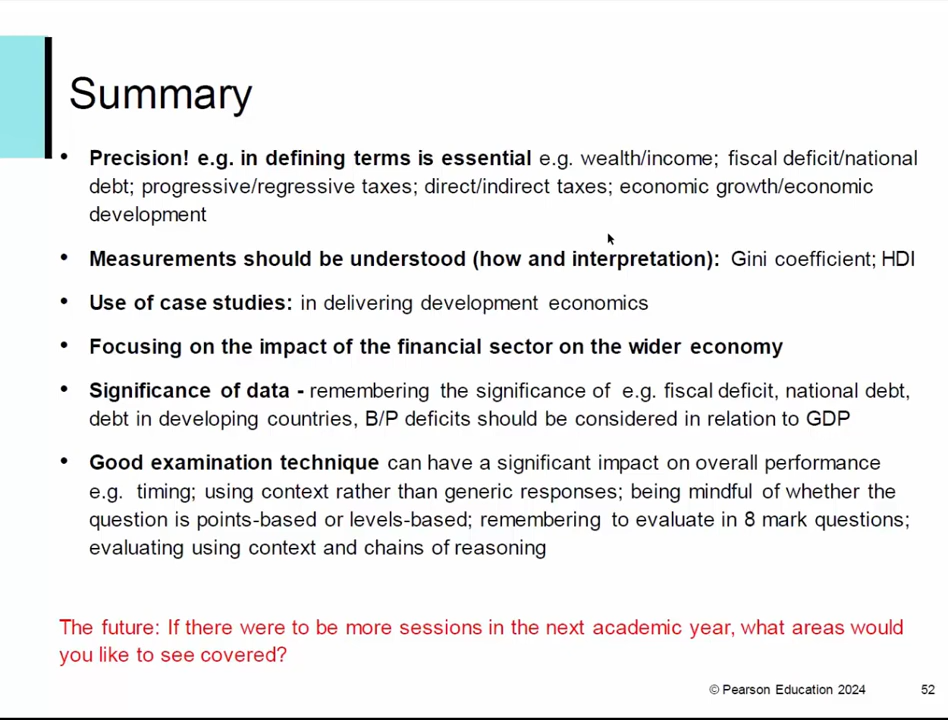 Summary
• Precision! e.g. in defining terms is essential e.g. wealth/income; fiscal deficit/national
debt; progressive/regressive taxes; direct/indirect taxes; economic growth/economic
development
• Measurements should be understood (how and interpretation): Gini coefficient; HDI
• Use of case studies: in delivering development economics
• Focusing on the impact of the financial sector on the wider economy
• Significance of data - remembering the significance of e.g. fiscal deficit, national debt,
debt in developing countries, B/P deficits should be considered in relation to GDP
• Good examination technique can have a significant impact on overall performance
e.g. timing; using context rather than generic responses; being mindful of whether the
question is points-based or levels-based; remembering to evaluate in 8 mark questions;
evaluating using context and chains of reasoning
The future: If there were to be more sessions in the next academic year, what areas would
you like to see covered?
© Pearson Education 2024 52